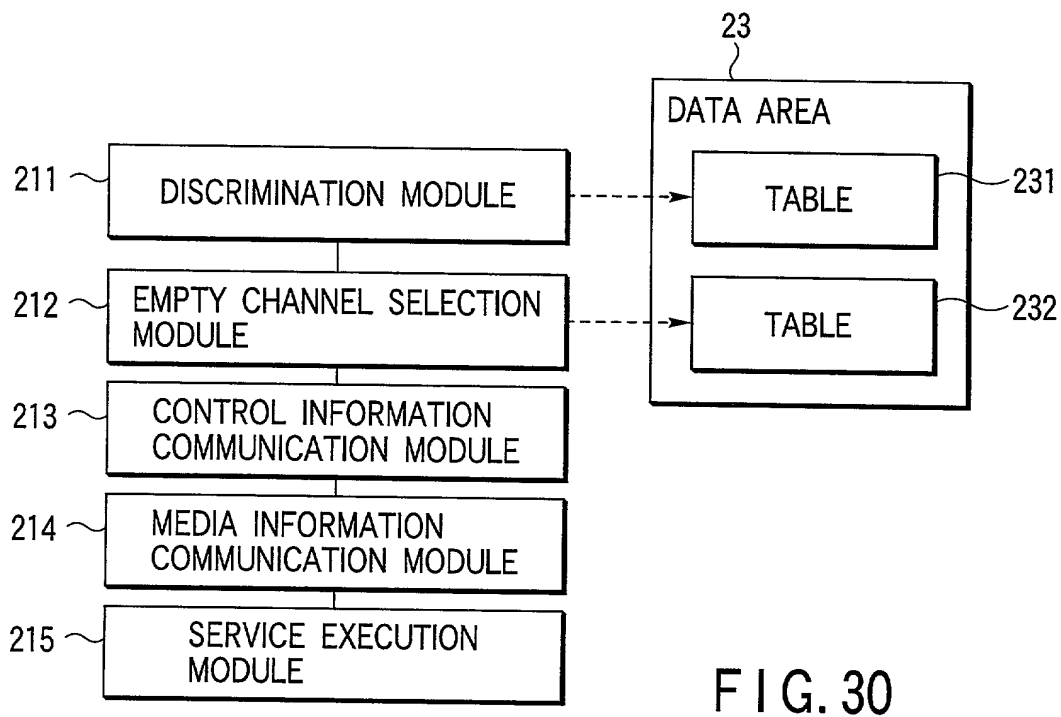 23
DATA AREA
211
DISCRIMINATION MODULE
TABLE
231
212
EMPTY CHANNEL SELECTION
MODULE
TABLE
232
213
CONTROL INFORMATION
COMMUNICATION MODULE
214
MEDIA INFORMATION
COMMUNICATION MODULE
215
SERVICE EXECUTION
MODULE
FIG. 30